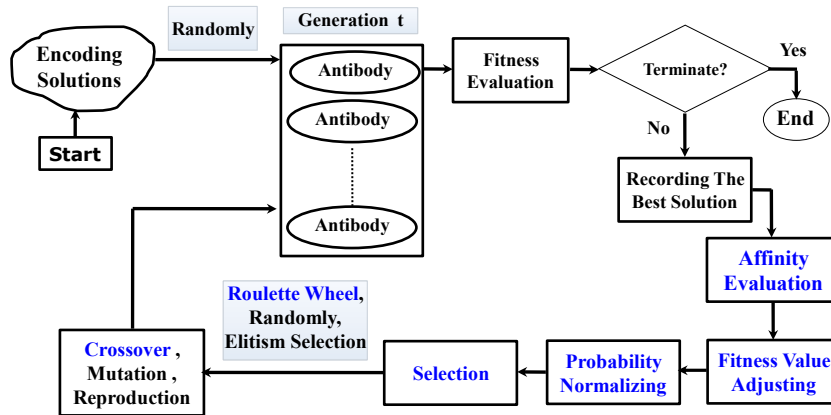 Randomly
Generation t
Encoding
Solutions
Start
Antibody
Antibody
Antibody
Fitness
Evaluation
Terminate?
Yes
End
No
Recording The
Best Solution
Affinity
Evaluation
Fitness Value
Adjusting
Probability
Normalizing
Selection
Roulette Wheel,
Randomly,
Elitism Selection
Crossover ,
Mutation ,
Reproduction